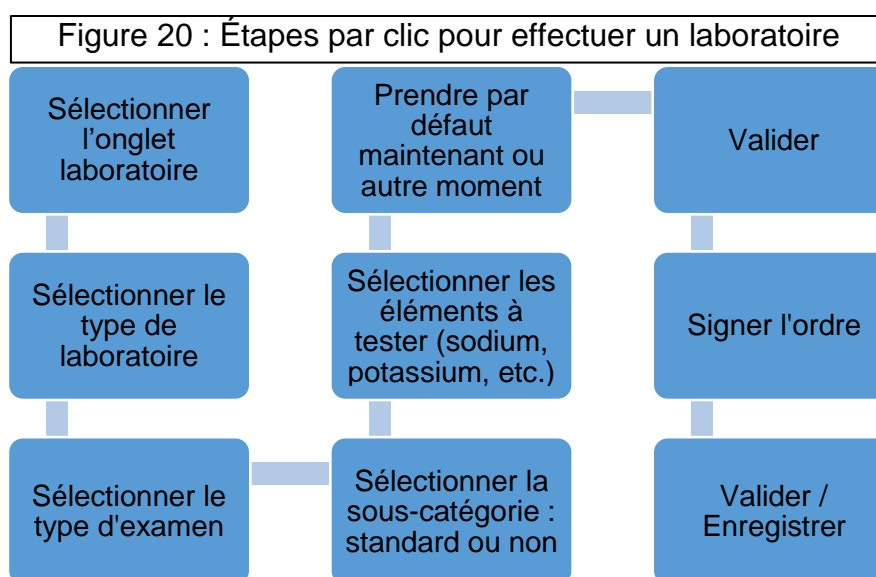 Figure 20 : Étapes par clic pour effectuer un laboratoire
Sélectionner
l’onglet
laboratoire
Sélectionner le
type de
laboratoire
Sélectionner le
type d'examen
Sélectionner la
sous-catégorie :
standard ou non
Sélectionner les
éléments à
tester (sodium,
potassium, etc.)
Prendre par
défaut
maintenant ou
autre moment
Valider
Signer l'ordre
Valider /
Enregistrer